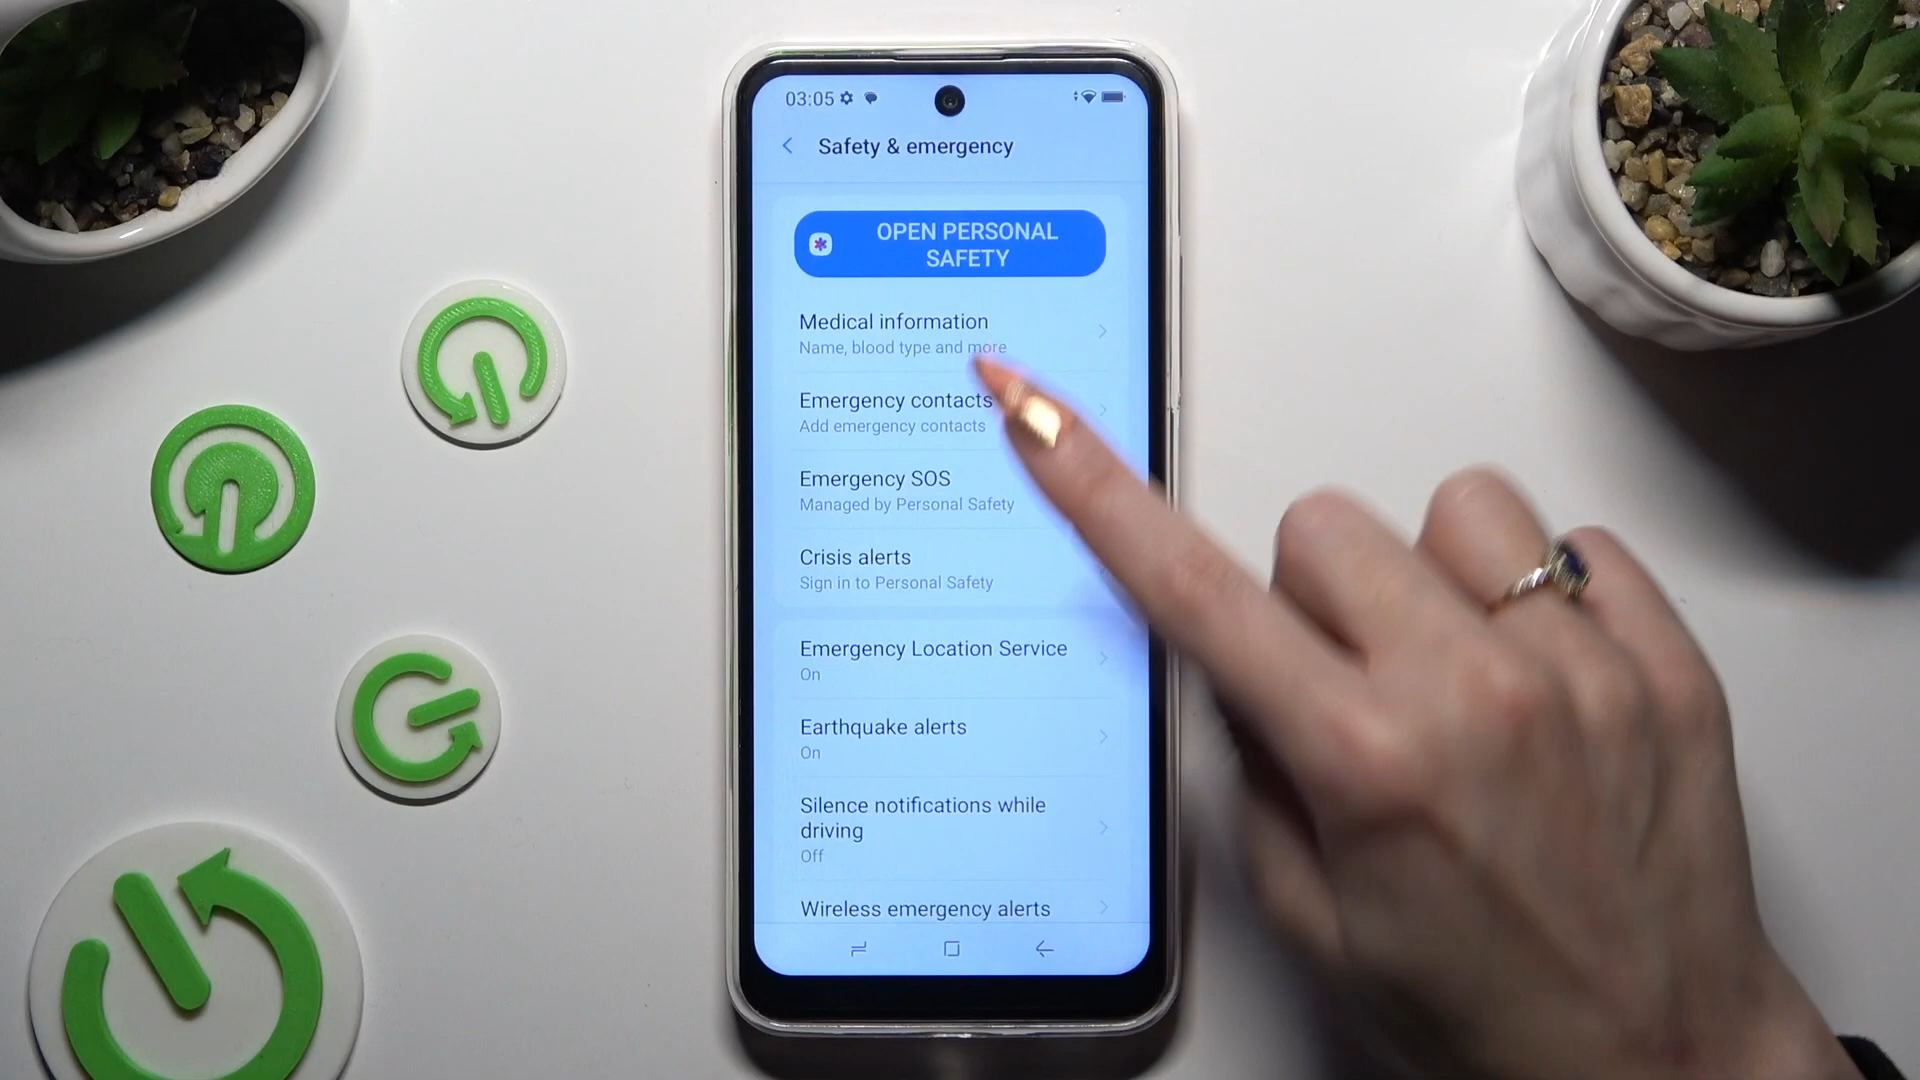 03:05
Safety & emergency
OPEN PERSONAL
SAFETY
Medical information
Name, blood type and more
Emergency contacts
Add emergency contacts
Emergency SOS
Managed by Personal Safety
Crisis alerts
Sign in to Personal Safety
Emergency Location Service
On
Earthquake alerts
On
Silence notifications while
driving
Off
Wireless emergency alerts